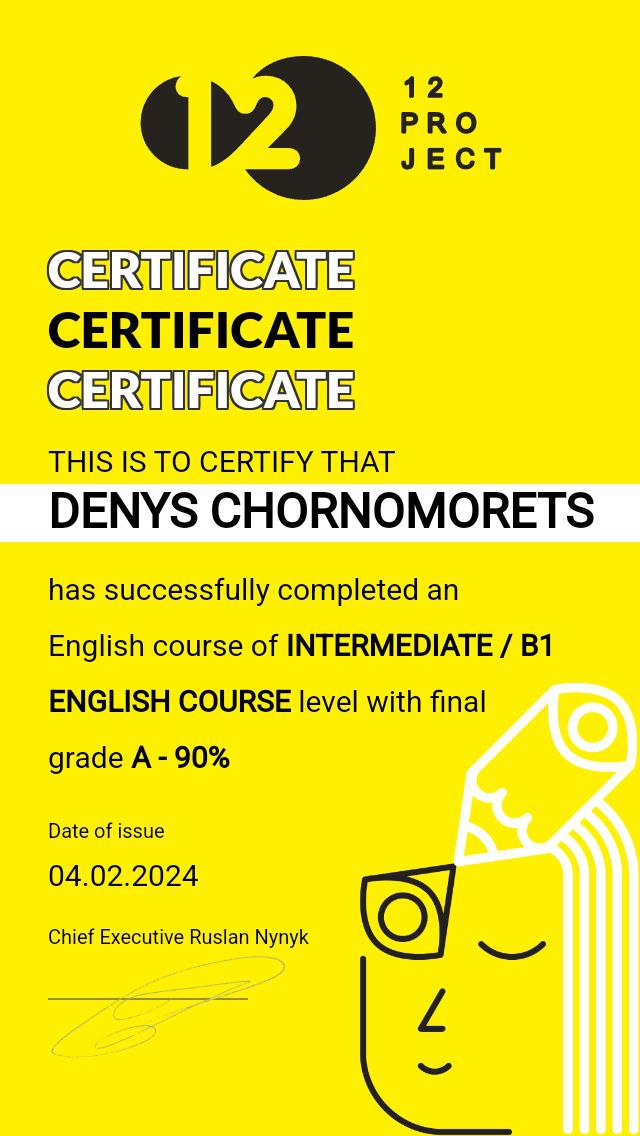 12
12
PRO
JECT
CERTIFICATE
CERTIFICATE
CERTIFICATE
THIS IS TO CERTIFY THAT
DENYS CHORNOMORETS
has successfully completed an
English course of INTERMEDIATE / B1
ENGLISH COURSE level with final
grade A - 90%
Date of issue
04.02.2024
Chief Executive Ruslan Nynyk